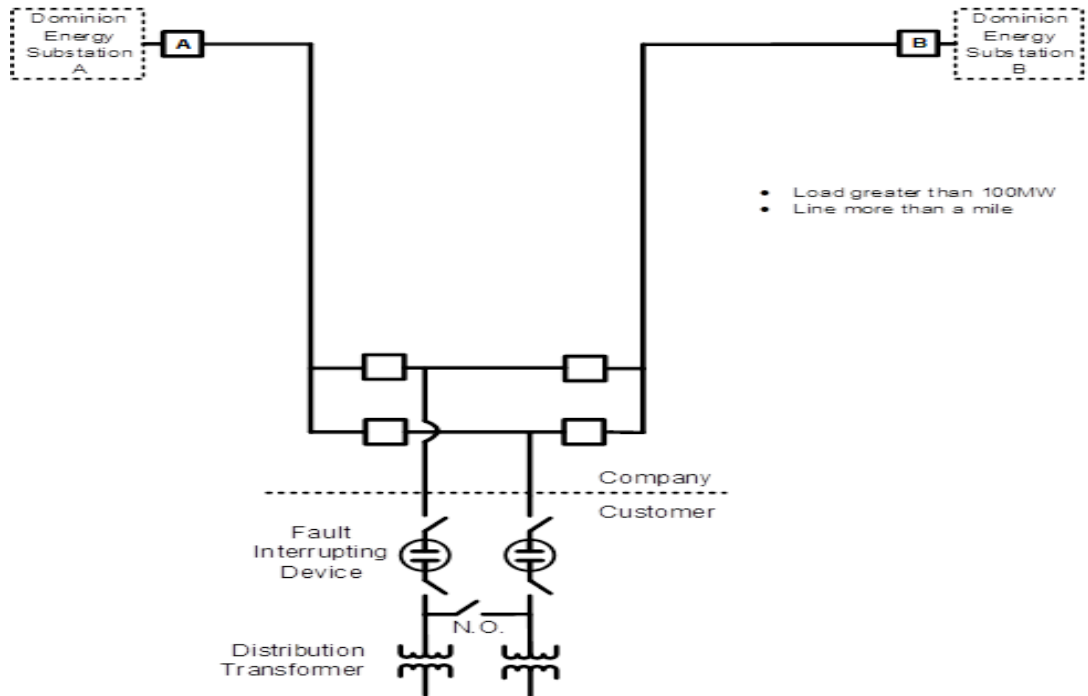 Dominion
Energy
Substation
A
A
B
Dominion
Energy
Substation
B
• Load greater than 100MW
• Line more than a mile
Company
Customer
Fault
Interrupting
Device
N.O.
Distribution
Transformer